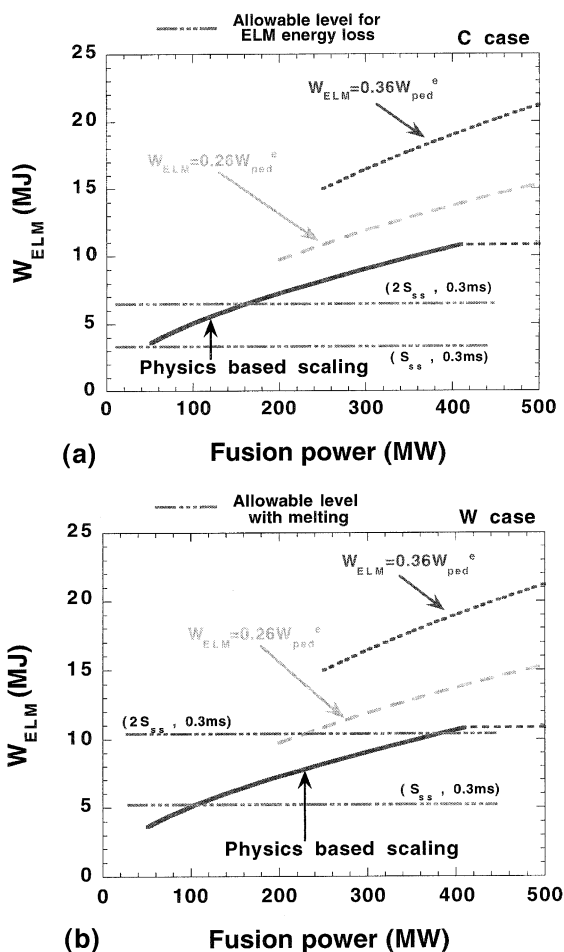 Allowable level for
ELM energy loss
C case
25
20
15
10
5
0
W_ELM (MJ)
W_ELM=0.36W_ped^e
W_ELM=0.26W_ped^e
(2S_ss , 0.3ms)
(S_ss , 0.3ms)
Physics based scaling
0 100 200 300 400 500
(a) Fusion power (MW)
Allowable level
with melting
W case
25
20
15
10
5
0
W_ELM (MJ)
W_ELM=0.36W_ped^e
W_ELM=0.26W_ped^e
(2S_ss , 0.3ms)
(S_ss , 0.3ms)
Physics based scaling
0 100 200 300 400 500
(b) Fusion power (MW)